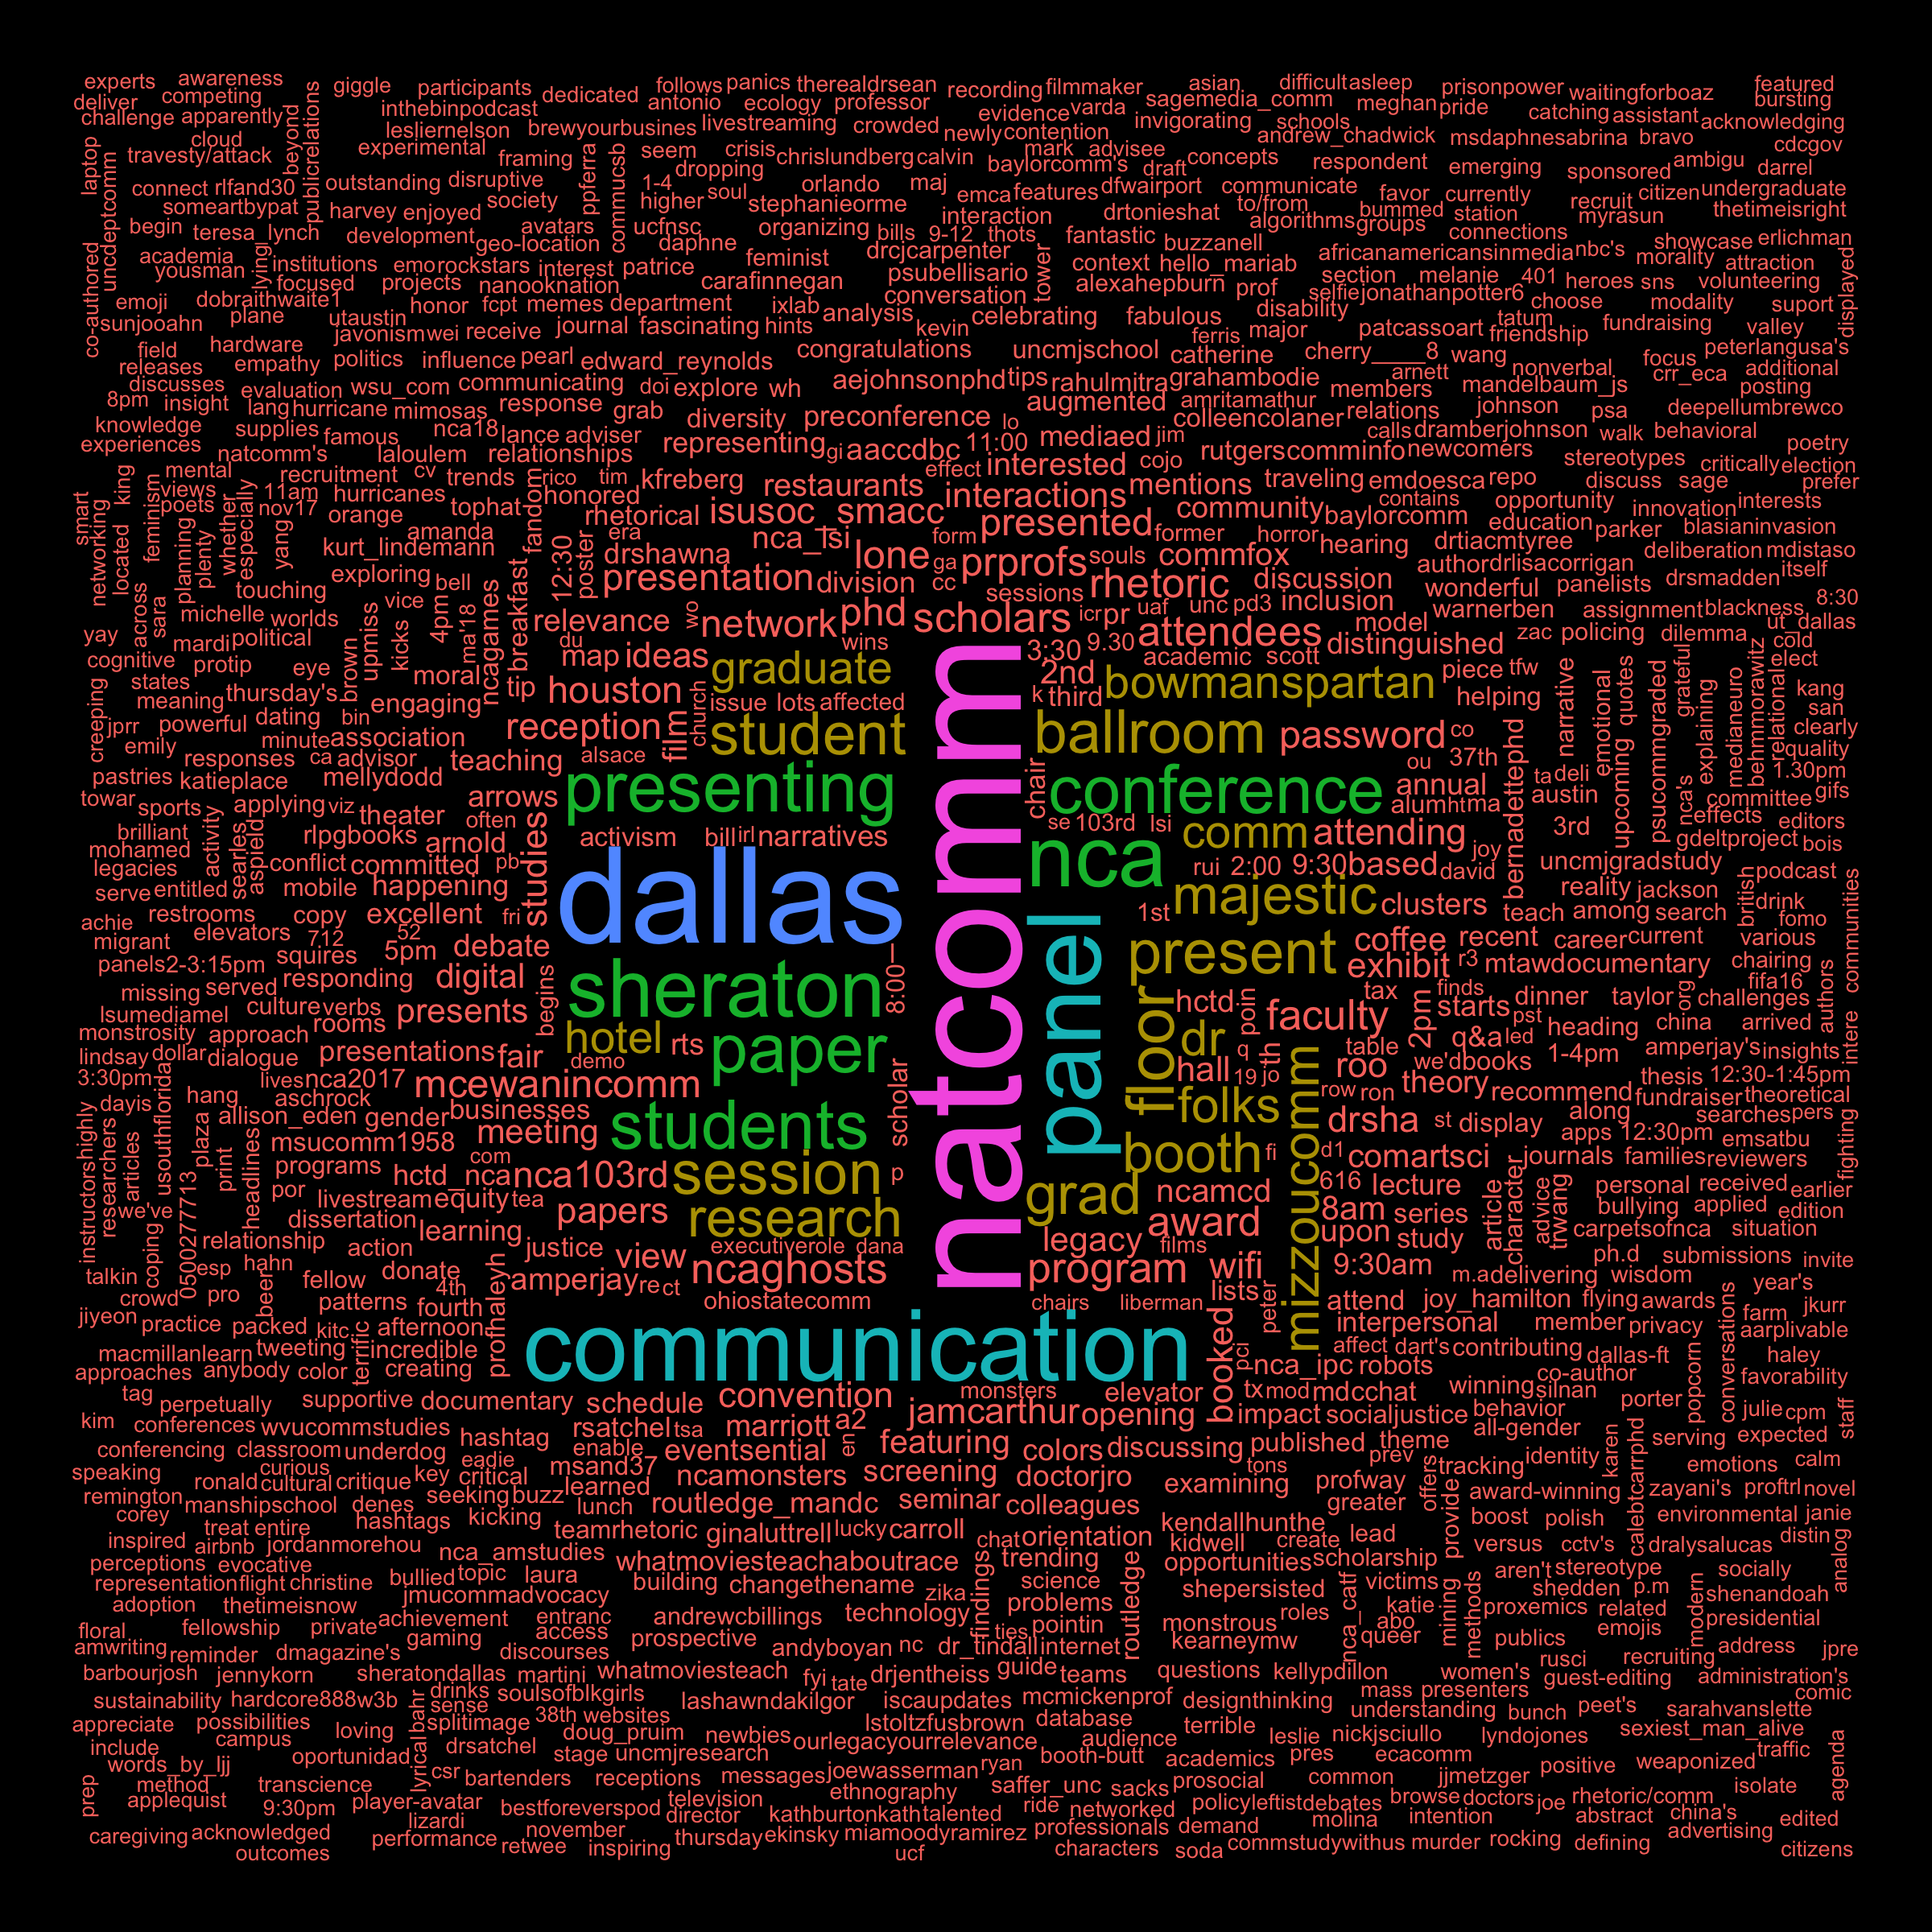 natcomm
dallas
communication
panel
nca
presenting
conference
sheraton
paper
students
student
graduate
session
research
hotel
ballroom
bowmanspartan
comm
majestic
present
floor
dr
folks
booth
grad
mizzoucomm
experts awareness giggle participants follows panics therealdrsean recording filmmaker asian difficult asleep prisonpower waitingforboaz featured
deliver competing inthebinpodcast dedicated antonio ecology professor evidence varda sagemedia_comm meghan pride catching assistant bursting
challenge apparently lesliernelson brewyourbusines livestreaming crowded newly contention invigorating schools andrew_chadwick msdaphnesabrina bravo acknowledging
cloud experimental framing seem crisis chrislundberg calvin mark advisee draft concepts respondent emerging sponsored ambigu cdcgov
travesty/attack beyond publicrelations laptop dropping baylorcomm's darrel
connect rlfand30 outstanding disruptive 1-4 soul orlando maj emca features dfwairport communicate favor currently recruit citizen undergraduate
someartbypat harvey enjoyed society higher stephanieorme interaction drtonieshat to/from bummed station myrasun thetimeisright
begin teresa_lynch development avatars ucfnsc organizing bills 9-12 thots fantastic algorithms groups connections
academia geo-location daphne feminist drcjcarpenter buzzanell africanamericansinmedia nbc's showcase erlichman
yousman institutions emorockstars interest patrice psubellisario context hello_mariab section melanie 401 heroes sns morality attraction
focused projects nanooknation carafinnegan conversation tower alexahepburn prof selfie jonathanpotter6 choose modality volunteering
emoji dobraithwaite1 honor fcpt memes department ixlab analysis celebrating fabulous disability tatum suport displayed
co-authored uncdeptcomm lying ppferra commucsb
sunjooahn plane utaustin javonism wei receive journal fascinating hints kevin ferris major patcassoart friendship fundraising valley
field hardware politics influence pearl edward_reynolds congratulations uncmjschool catherine cherry____8 wang nonverbal focus peterlangusa's
releases empathy wsu_com communicating doi explore wh aejohnsonphd tips rahulmitra grahambodie arnett members mandelbaum_js crr_eca additional
discusses evaluation response grab diversity preconference augmented amritamathur relations johnson psa posting
8pm insight lang hurricane mimosas lo colleencolaner deepellumbrewco
knowledge supplies famous nca18 lance adviser representing gi aaccdbc 11:00 mediaed jim calls dramberjohnson walk behavioral
experiences natcomm's laloulem relationships effect interested cojo rutgerscomminfo newcomers stereotypes poetry
mental recruitment cv trends rico tim kfreberg restaurants interactions mentions traveling emdoesca repo discuss sage critically election
king views 11am hurricanes tophat fandom honored isusoc_smacc presented community contains opportunity innovation interests prefer
smart poets nov17 orange rhetorical nca_lsi form former baylorcomm education parker blasianinvasion
networking located feminism planning plenty whether especially yang amanda era lone prprofs souls commfox horror hearing drtiacmtyree deliberation mdistaso
kurt_lindemann 12:30 poster drshawna presentation division ga cc rhetoric discussion authordrlisacorrigan itself
exploring bell breakfast sessions wonderful panelists drsmadden
touching vice 4pm ma'18 ncagames relevance wo network phd scholars icr pr uaf unc pd3 inclusion warnerben assignment blackness 8:30
across sara michelle worlds upmiss kicks du attendees model ut_dallas
yay mardi political map ideas wins 3:30 9.30 distinguished zac policing dilemma cold
cognitive protip eye brown moral tip houston 2nd academic scott piece tfw elect
states meaning thursday's engaging church issue lots affected k third helping kang
creeping jprr powerful dating bin reception film narrative emotional quotes grateful behmmorawitz relational san
emily minute association alsace password co clearly
responses ca advisor teaching ou 37th upcoming psucommgraded explaining medianeuro quality
pastries katieplace mellydodd chair annual ta deli nca's 1.30pm
towar sports applying viz theater arrows alum ht ma austin committee gifs
brilliant activity often studies se 103rd lsi bernadettephd 3rd effects editors
mohamed searles aspled rlpgbooks arnold activism bill irl narratives attending joy gdeltproject bois
legacies conflict committed pb rui 2:00 9:30 based david uncmjgradstudy podcast
serve entitled mobile happening reality jackson british drink
achie restrooms copy excellent fri 1st clusters teach among search fomo communities
migrant elevators 712 52 debate coffee recent career current various
panels 2-3:15pm squires 5pm exhibit r3 mtawdocumentary chairing
missing served responding digital begins 8:00– hctd poin tax finds dinner taylor org fifa16
lsumediamel culture verbs presents faculty 2pm starts pst challenges authors
monstrosity approach rooms q&a led heading china arrived
lindsay dollar dialogue presentations fair demo rts q table we'd books 1-4pm amperjay's insights intere
3:30pm lives nca2017 mcewanincomm hall 19 joth roo theory recommend thesis 12:30-1:45pm
dayis hang aschrock row ron fundraiser theoretical
highly plaza allison_eden gender businesses scholar drsha st display along searches pers
instructors researchers articles usouthflorida print headlines msucomm1958 meeting apps 12:30pm emsatbu
programs com hctd_nca nca103rd p fi d1 comartsci journals families reviewers fighting
we've por livestream equity tea ncamcd 616 lecture article character advice personal received earlier
dissertation papers award 8am series twang bullying applied edition
coping 05002777713 relationship learning justice executiverole dana legacy films upon study carpetsofnca situation
esp hahn action view ph.d submissions invite
talkin fellow donate amperjay re ct ncaghosts program wifi 9:30am m.a delivering wisdom year's
crowd pro beer patterns 4th fourth profhaleyh ohiostatecomm chairs liberman lists peter attend joy_hamilton flying awards farm jkurr
jiyeon practice packed kitc afternoon interpersonal member privacy aarplivable
macmillanlearn tweeting terrific incredible booked pci affect dart's contributing dallas-ft conversations haley
approaches anybody color creating nca_ipc robots co-author favorability
tag supportive documentary schedule convention monsters elevator tx mod mdcchat winning silnan porter popcorn
perpetually rsatchel tsa marriott a2 jamcarthur opening impact socialjustice behavior julie cpm staff
kim conferences wvucommstudies hashtag enable eventsential en featuring colors discussing published theme all-gender karen serving expected
conferencing classroom underdog eadie msand37 ncamonsters screening doctorjro tons prev tracking identity emotions calm
speaking curious ronald cultural critique key critical learned examining profway offers award-winning zayani's proftrl novel
remington manshipschool denes seeking buzz lunch routledge_mandc seminar colleagues greater provide
corey hashtags kicking teamrhetoric ginaluttrell lucky carroll kendallhunthe boost polish calebtcarrphd environmental janie
inspired treat entire airbnb jordanmorehou nca_amstudies chat orientation kidwell create lead versus cctv's dralysalucas distin
perceptions evocative whatmoviesteachaboutrace findings trending opportunities scholarship aren't stereotype analog
representation flight christine bullied topic laura building changethename zika science shepersisted nca_catf victims methods shedden p.m socially
adoption thetimeisnow jmucommadvocacy problems routledge katie mining proxemics related modern shenandoah
floral fellowship private achievement entranc andrewcbillings technology ties pointin monstrous roles abo emojis presidential
amwriting reminder dmagazine's gaming access discourses prospective andyboyan nc dr_tindall internet kearneymw queer publics address jpre
barbourjosh jennykorn sheratondallas martini whatmoviesteach fyi tate drjentheiss guide teams questions kellypdillon women's rusci recruiting
guest-editing administration's
sustainability hardcore888w3b drinks soulsofblkgirls lashawndakilgor iscaupdates mcmickenprof designthinking mass presenters comic
appreciate possibilities lyricalbahr sense 38th websites lstoltzfusbrown database understanding bunch peet's sarahvanslette
campus loving splitimage doug_pruim newbies ourlegacyyourrelevance audience terrible leslie nickjsciullo lyndojones sexiest_man_alive
include oportunidad drsatchel stage uncmjresearch booth-butt academics pres ecacomm weaponized traffic
words_by_ljj csr bartenders receptions messages joewasserman ryan positive agenda
prep method transcience television ethnography saffer_unc sacks prosocial common jjmetzger isolate
applequist 9:30pm player-avatar bestforeverspod director kathburtonkath talented ride networked policy leftist debates browse doctors joe rhetoric/comm
lizardi november professionals demand molina intention abstract china's edited
caregiving acknowledged performance retwee inspiring thursday ekinsky miamoodyramirez characters soda commstudywithus murder rocking defining advertising
outcomes ucf citizens